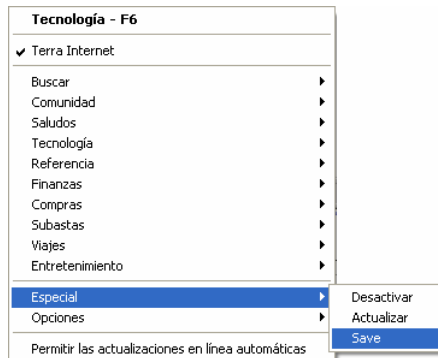 Tecnología - F6
Terra Internet
Buscar
Comunidad
Saludos
Tecnología
Referencia
Finanzas
Compras
Subastas
Viajes
Entretenimiento
Especial
Desactivar
Opciones
Actualizar
Save
Permitir las actualizaciones en línea automáticas